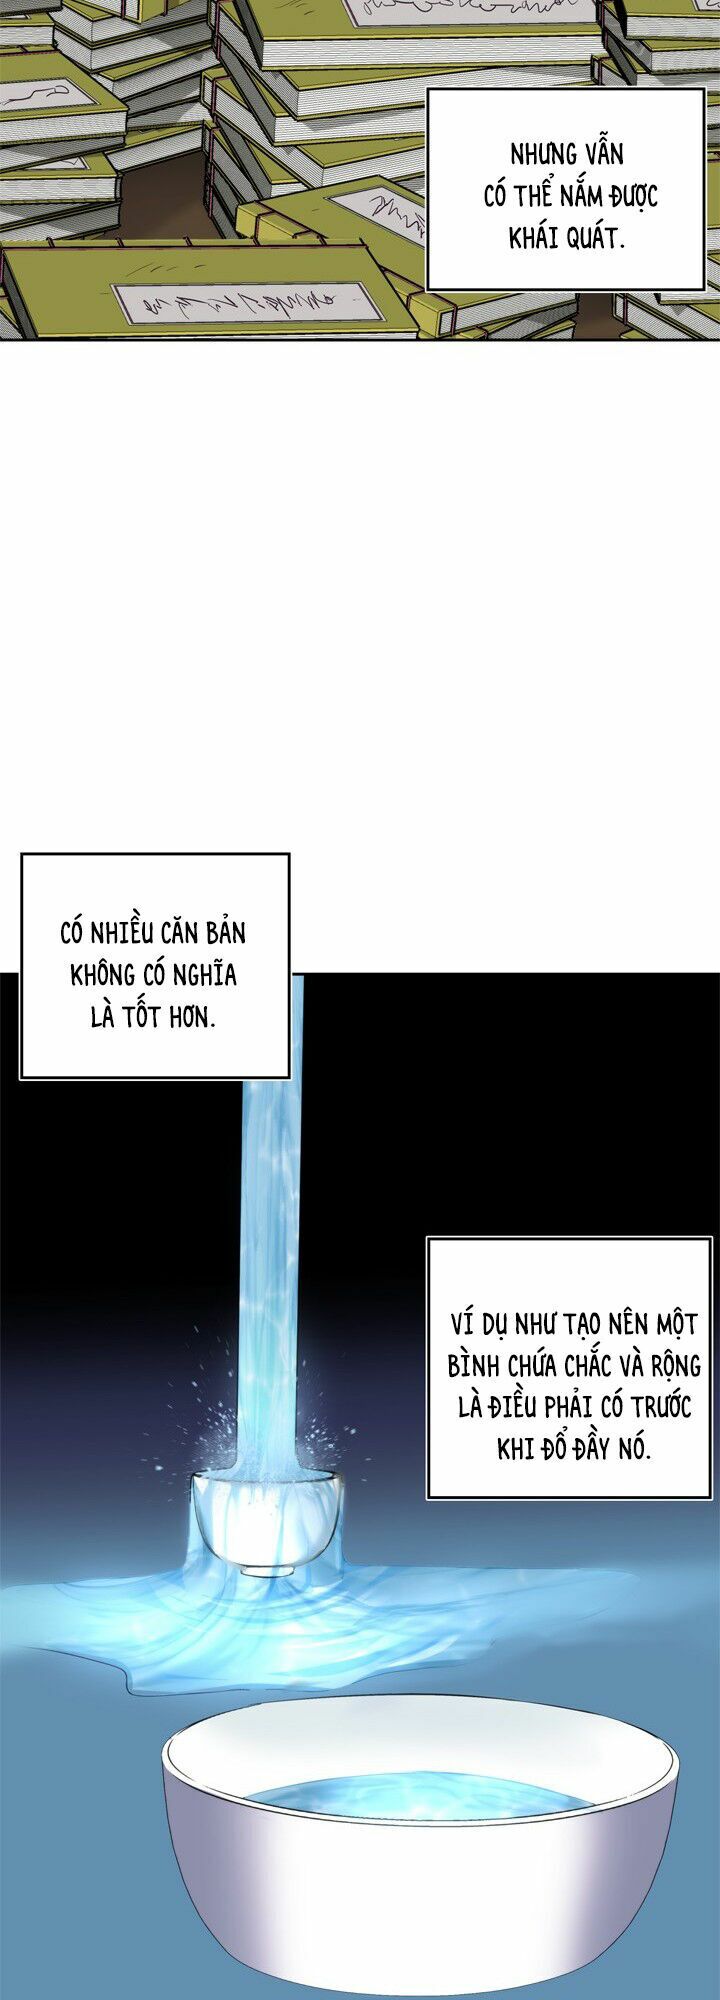 NHƯNG VẪN
CÓ THỂ NẮM ĐƯỢC
KHÁI QUÁT.
CÓ NHIỀU CĂN BẢN
KHÔNG CÓ NGHĨA
LÀ TỐT HƠN.
VÍ DỤ NHƯ TẠO NÊN MỘT
BÌNH CHỨA CHẮC VÀ RỘNG
LÀ ĐIỀU PHẢI CÓ TRƯỚC
KHI ĐỔ ĐẦY NÓ.